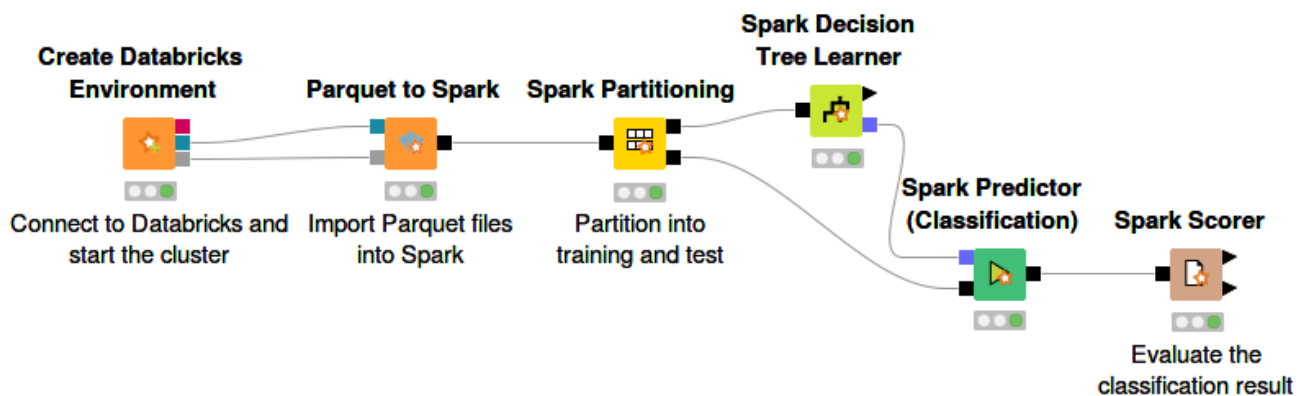 Create Databricks
Environment
Connect to Databricks and
start the cluster
Parquet to Spark
Import Parquet files
into Spark
Spark Partitioning
Partition into
training and test
Spark Decision
Tree Learner
Spark Predictor
(Classification)
Spark Scorer
Evaluate the
classification result